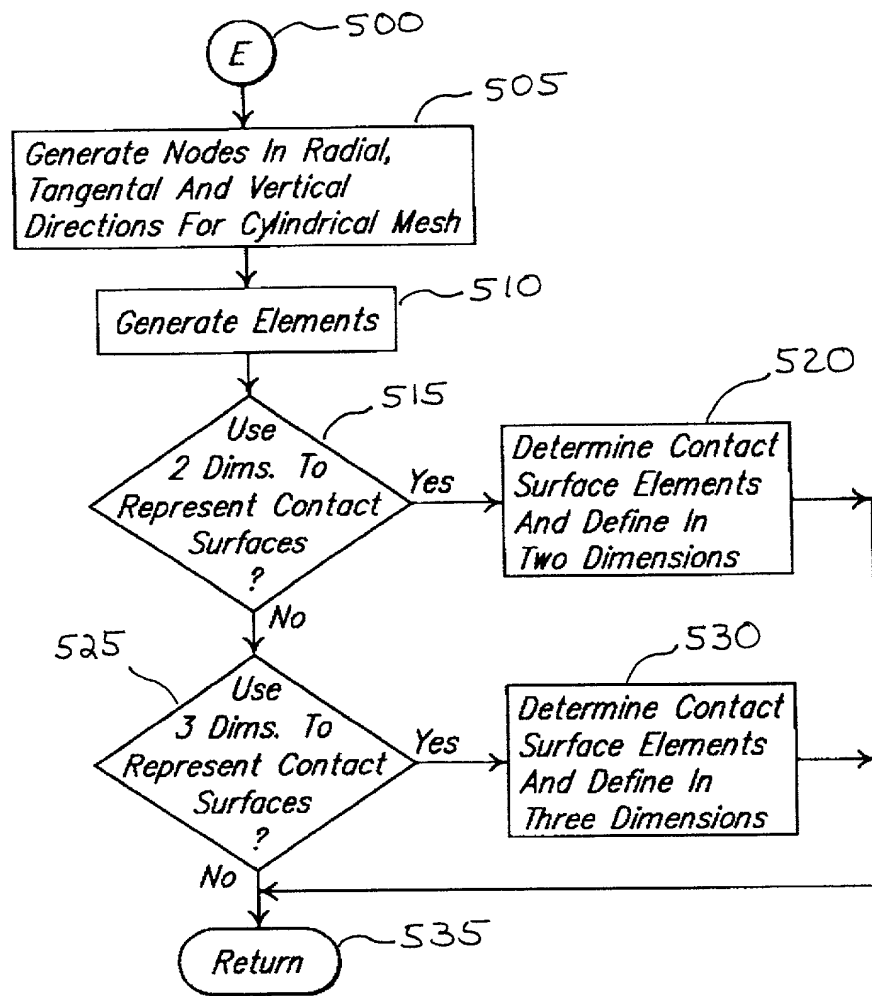 500
E
505
Generate Nodes In Radial,
Tangental And Vertical
Directions For Cylindrical Mesh
510
Generate Elements
515
Use
2 Dims. To
Represent Contact
Surfaces
?
Yes
520
Determine Contact
Surface Elements
And Define In
Two Dimensions
No
525
Use
3 Dims. To
Represent Contact
Surfaces
?
Yes
530
Determine Contact
Surface Elements
And Define In
Three Dimensions
No
535
Return